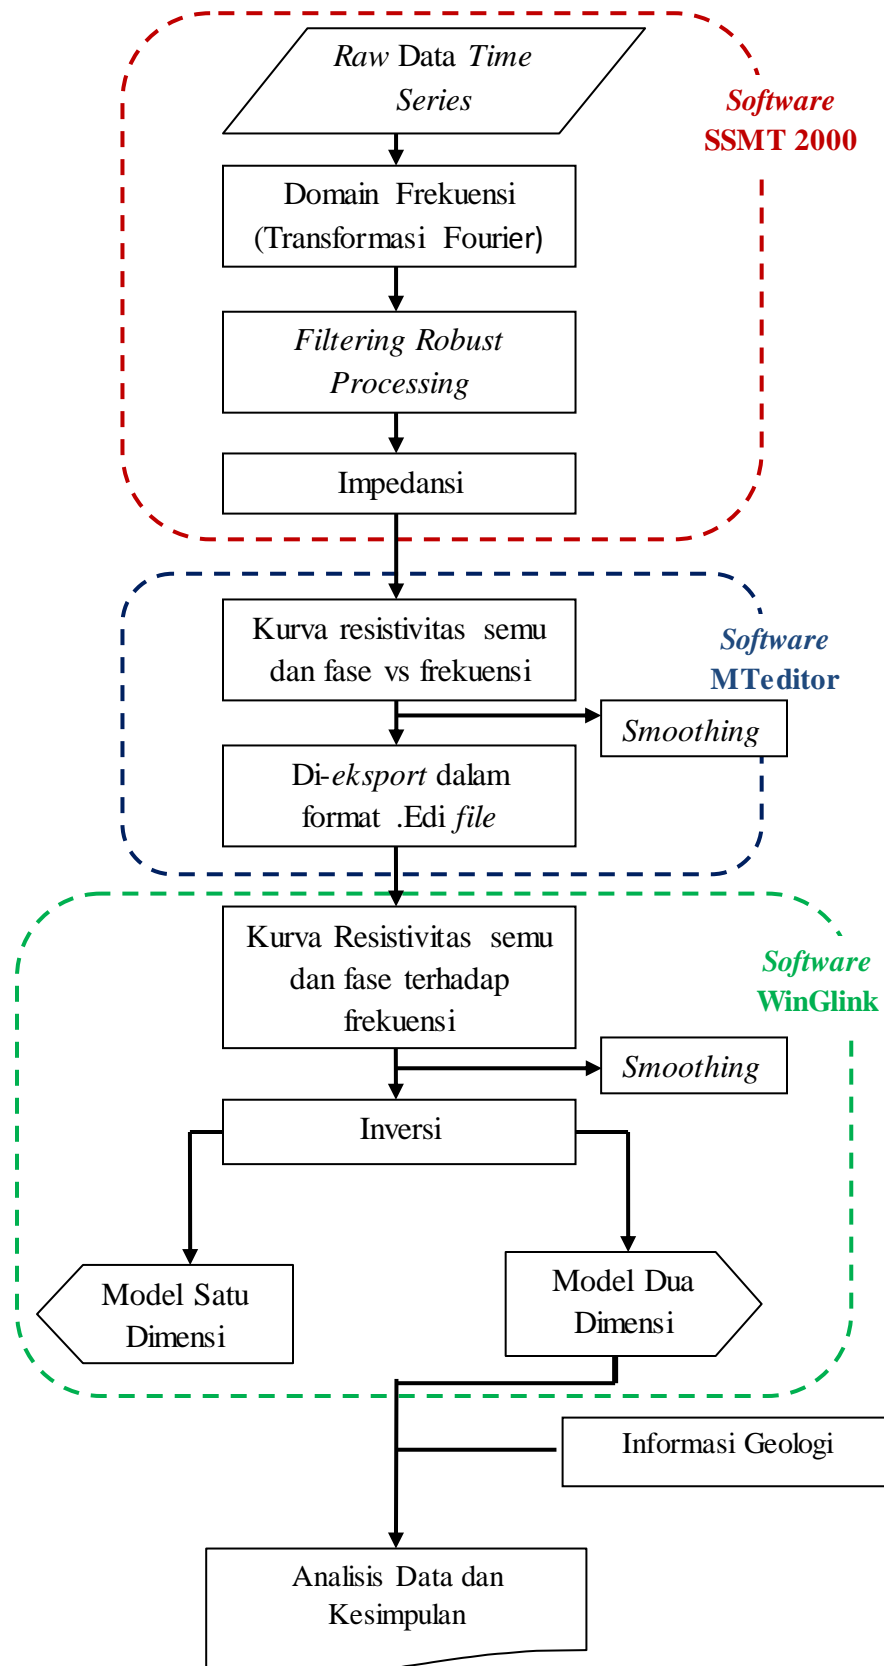 Raw Data Time
Series
Software
SSMT 2000
Domain Frekuensi
(Transformasi Fourier)
Filtering Robust
Processing
Impedansi
Kurva resistivitas semu
dan fase vs frekuensi
Software
MTeditor
Smoothing
Di-eksport dalam
format .Edi file
Kurva Resistivitas semu
dan fase terhadap
frekuensi
Software
WinGlink
Smoothing
Inversi
Model Satu
Dimensi
Model Dua
Dimensi
Informasi Geologi
Analisis Data dan
Kesimpulan